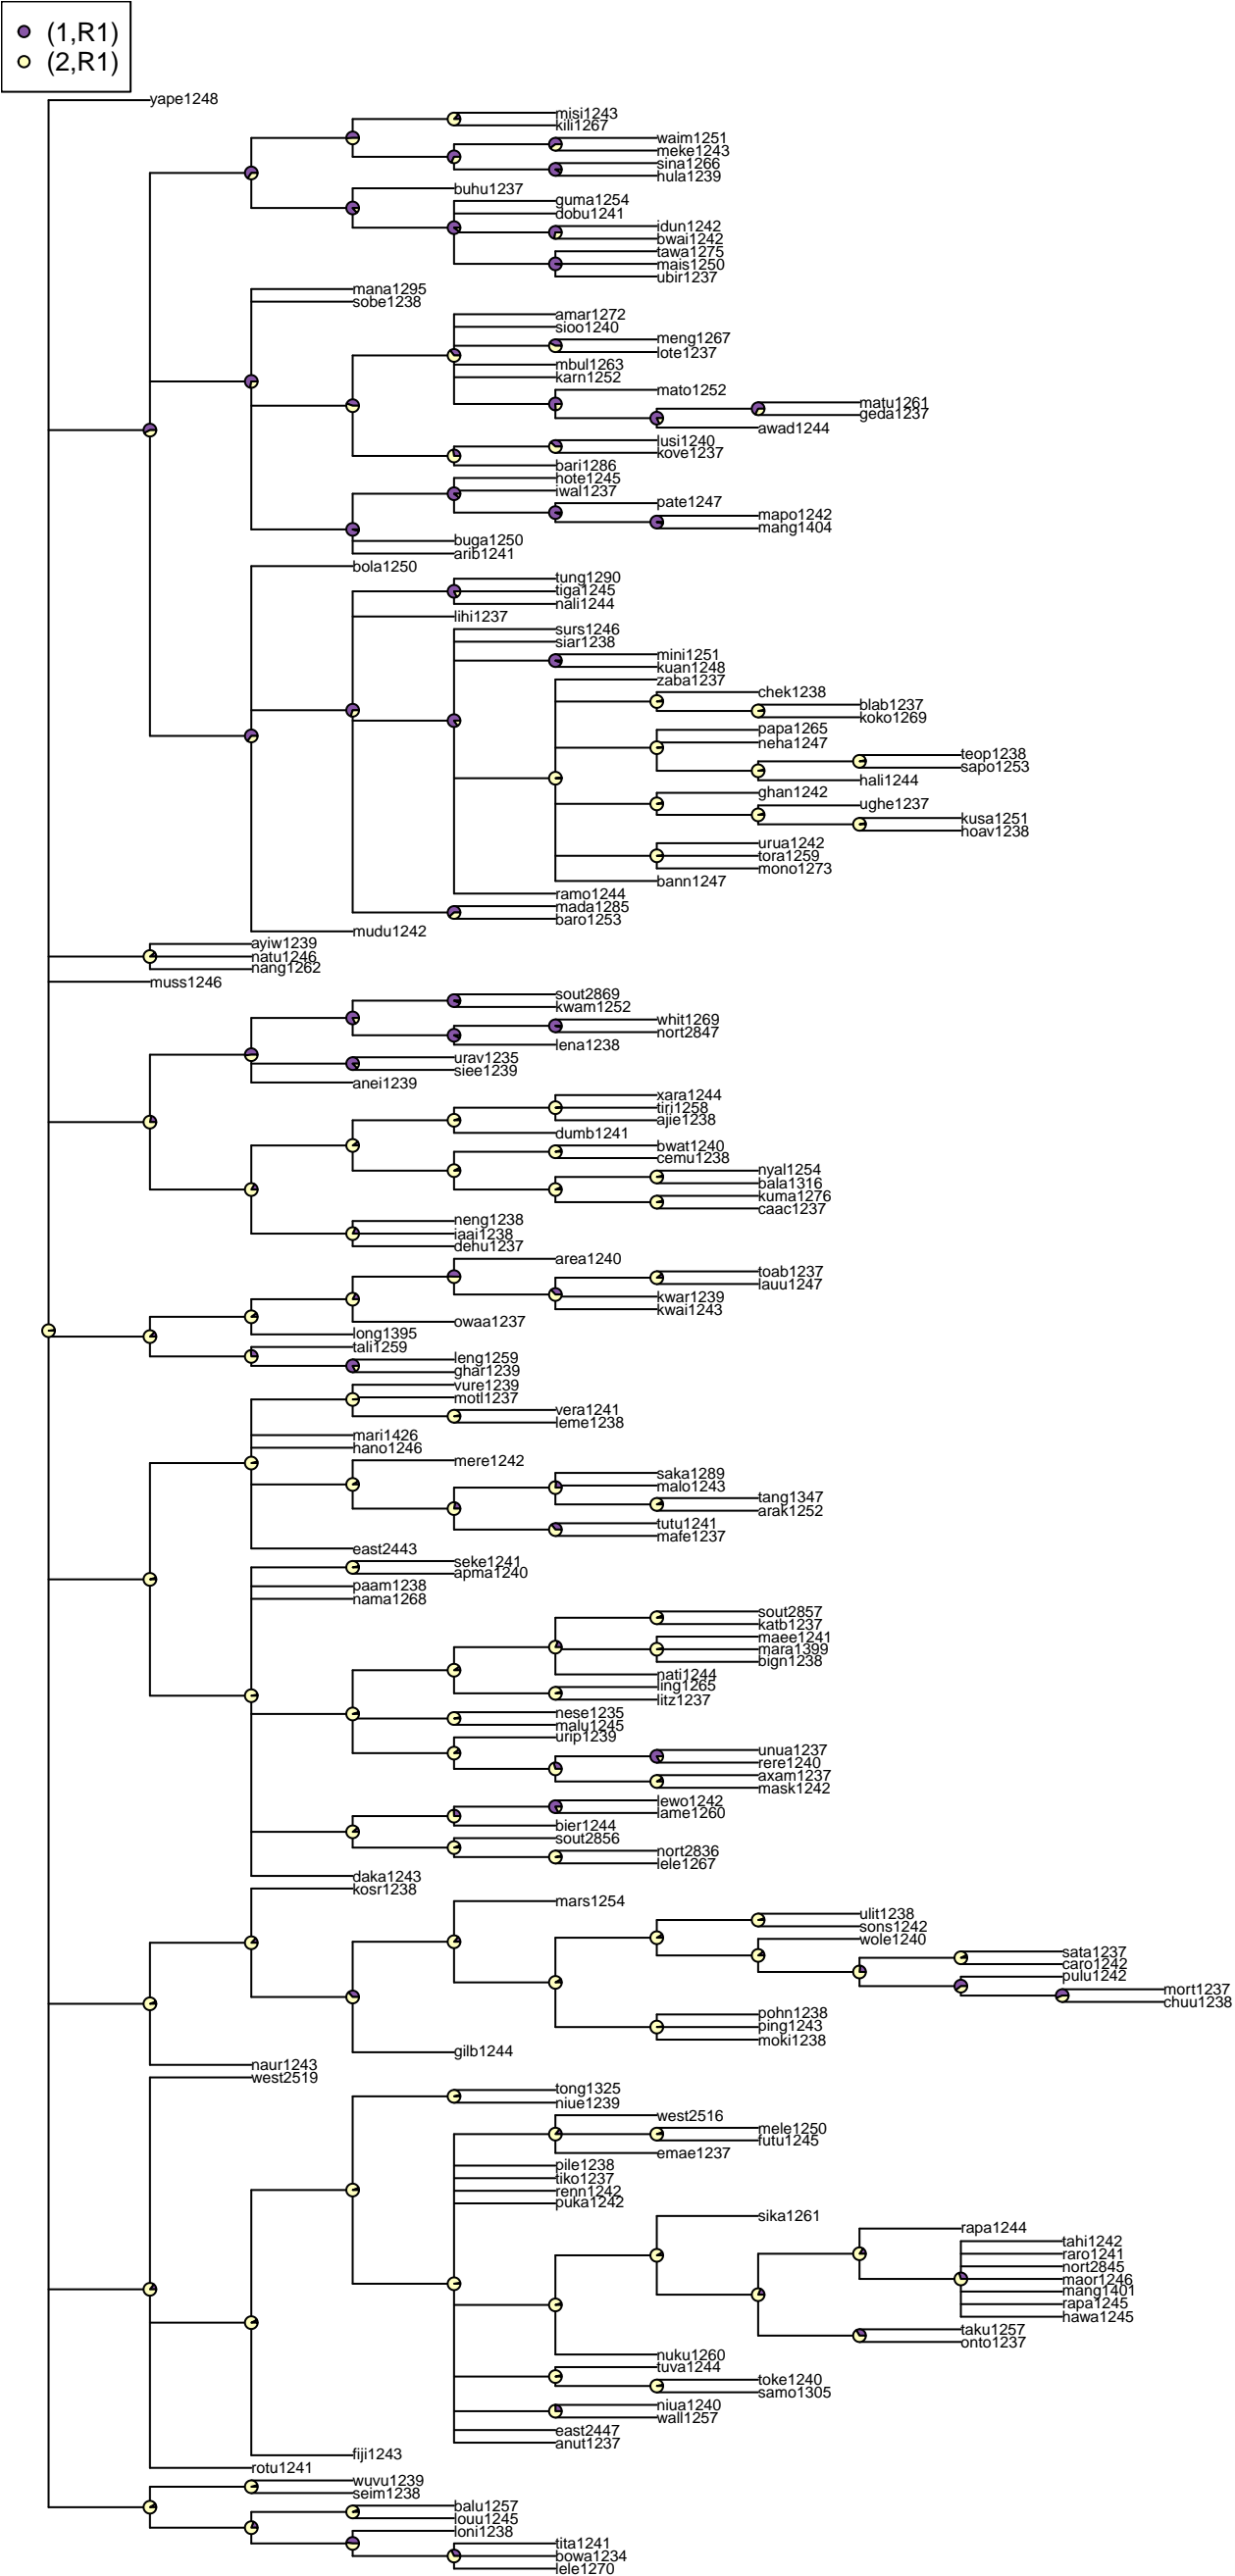 (1,R1)
(2,R1)
yape1248
misi1243
kili1267
waim1251
meke1243
sina1266
hula1239
buhu1237
guma1254
dobu1241
idun1242
bwai1242
tawa1275
mais1250
ubir1237
mana1295
sobe1238
amar1272
sioo1240
meng1267
lote1237
mbul1263
karn1252
mato1252
matu1261
geda1237
awad1244
lusi1240
kove1237
bari1286
hote1245
iwal1237
pate1247
mapo1242
mang1404
buga1250
arib1241
bola1250
tung1290
tiga1245
nali1244
lihi1237
surs1246
siar1238
mini1251
kuan1248
zaba1237
chek1238
blab1237
koko1269
papa1265
neha1247
teop1238
sapo1253
hali1244
ghan1242
ughe1237
kusa1251
hoav1238
urua1242
tora1259
mono1273
bann1247
ramo1244
mada1285
baro1253
mudu1242
ayiw1239
natu1246
nang1262
muss1246
sout2869
kwam1252
whit1269
nort2847
lena1238
urav1235
siee1239
anei1239
xara1244
tiri1258
ajie1238
dumb1241
bwat1240
cemu1238
nyal1254
bala1316
kuma1276
caac1237
neng1238
iaai1238
dehu1237
area1240
toab1237
lauu1247
kwar1239
kwai1243
owaa1237
long1395
tali1259
leng1259
ghar1239
vure1239
motl1237
vera1241
leme1238
mari1426
hano1246
mere1242
saka1289
malo1243
tang1347
arak1252
tutu1241
mafe1237
east2443
seke1241
apma1240
paam1238
nama1268
sout2857
katb1237
maee1241
mara1399
bign1238
nati1244
ling1265
litz1237
nese1235
malu1245
urip1239
unua1237
rere1240
axam1237
mask1242
lewo1242
lame1260
bier1244
sout2856
nort2836
lele1267
daka1243
kosr1238
mars1254
ulit1238
sons1242
wole1240
sata1237
caro1242
pulu1242
mort1237
chuu1238
pohn1238
ping1243
moki1238
gilb1244
naur1243
west2519
tong1325
niue1239
west2516
mele1250
futu1245
emae1237
pile1238
tiko1237
renn1242
puka1242
sika1261
rapa1244
tahi1242
raro1241
nort2845
maor1246
mang1401
rapa1245
hawa1245
taku1257
onto1237
nuku1260
tuva1244
toke1240
samo1305
niua1240
wall1257
east2447
anut1237
fiji1243
rotu1241
wuvu1239
seim1238
balu1257
louu1245
loni1238
tita1241
bowa1234
lele1270